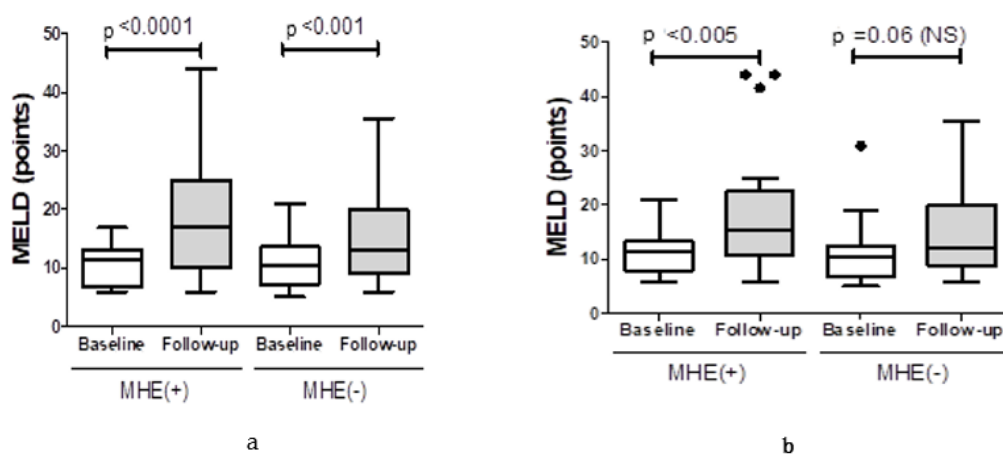 p <0.0001
p <0.001
MELD (points)
50
40
30
20
10
0
Baseline Follow-up Baseline Follow-up
MHE(+) MHE(-)
a
p <0.005
p =0.06 (NS)
MELD (points)
50
40
30
20
10
0
Baseline Follow-up Baseline Follow-up
MHE(+) MHE(-)
b